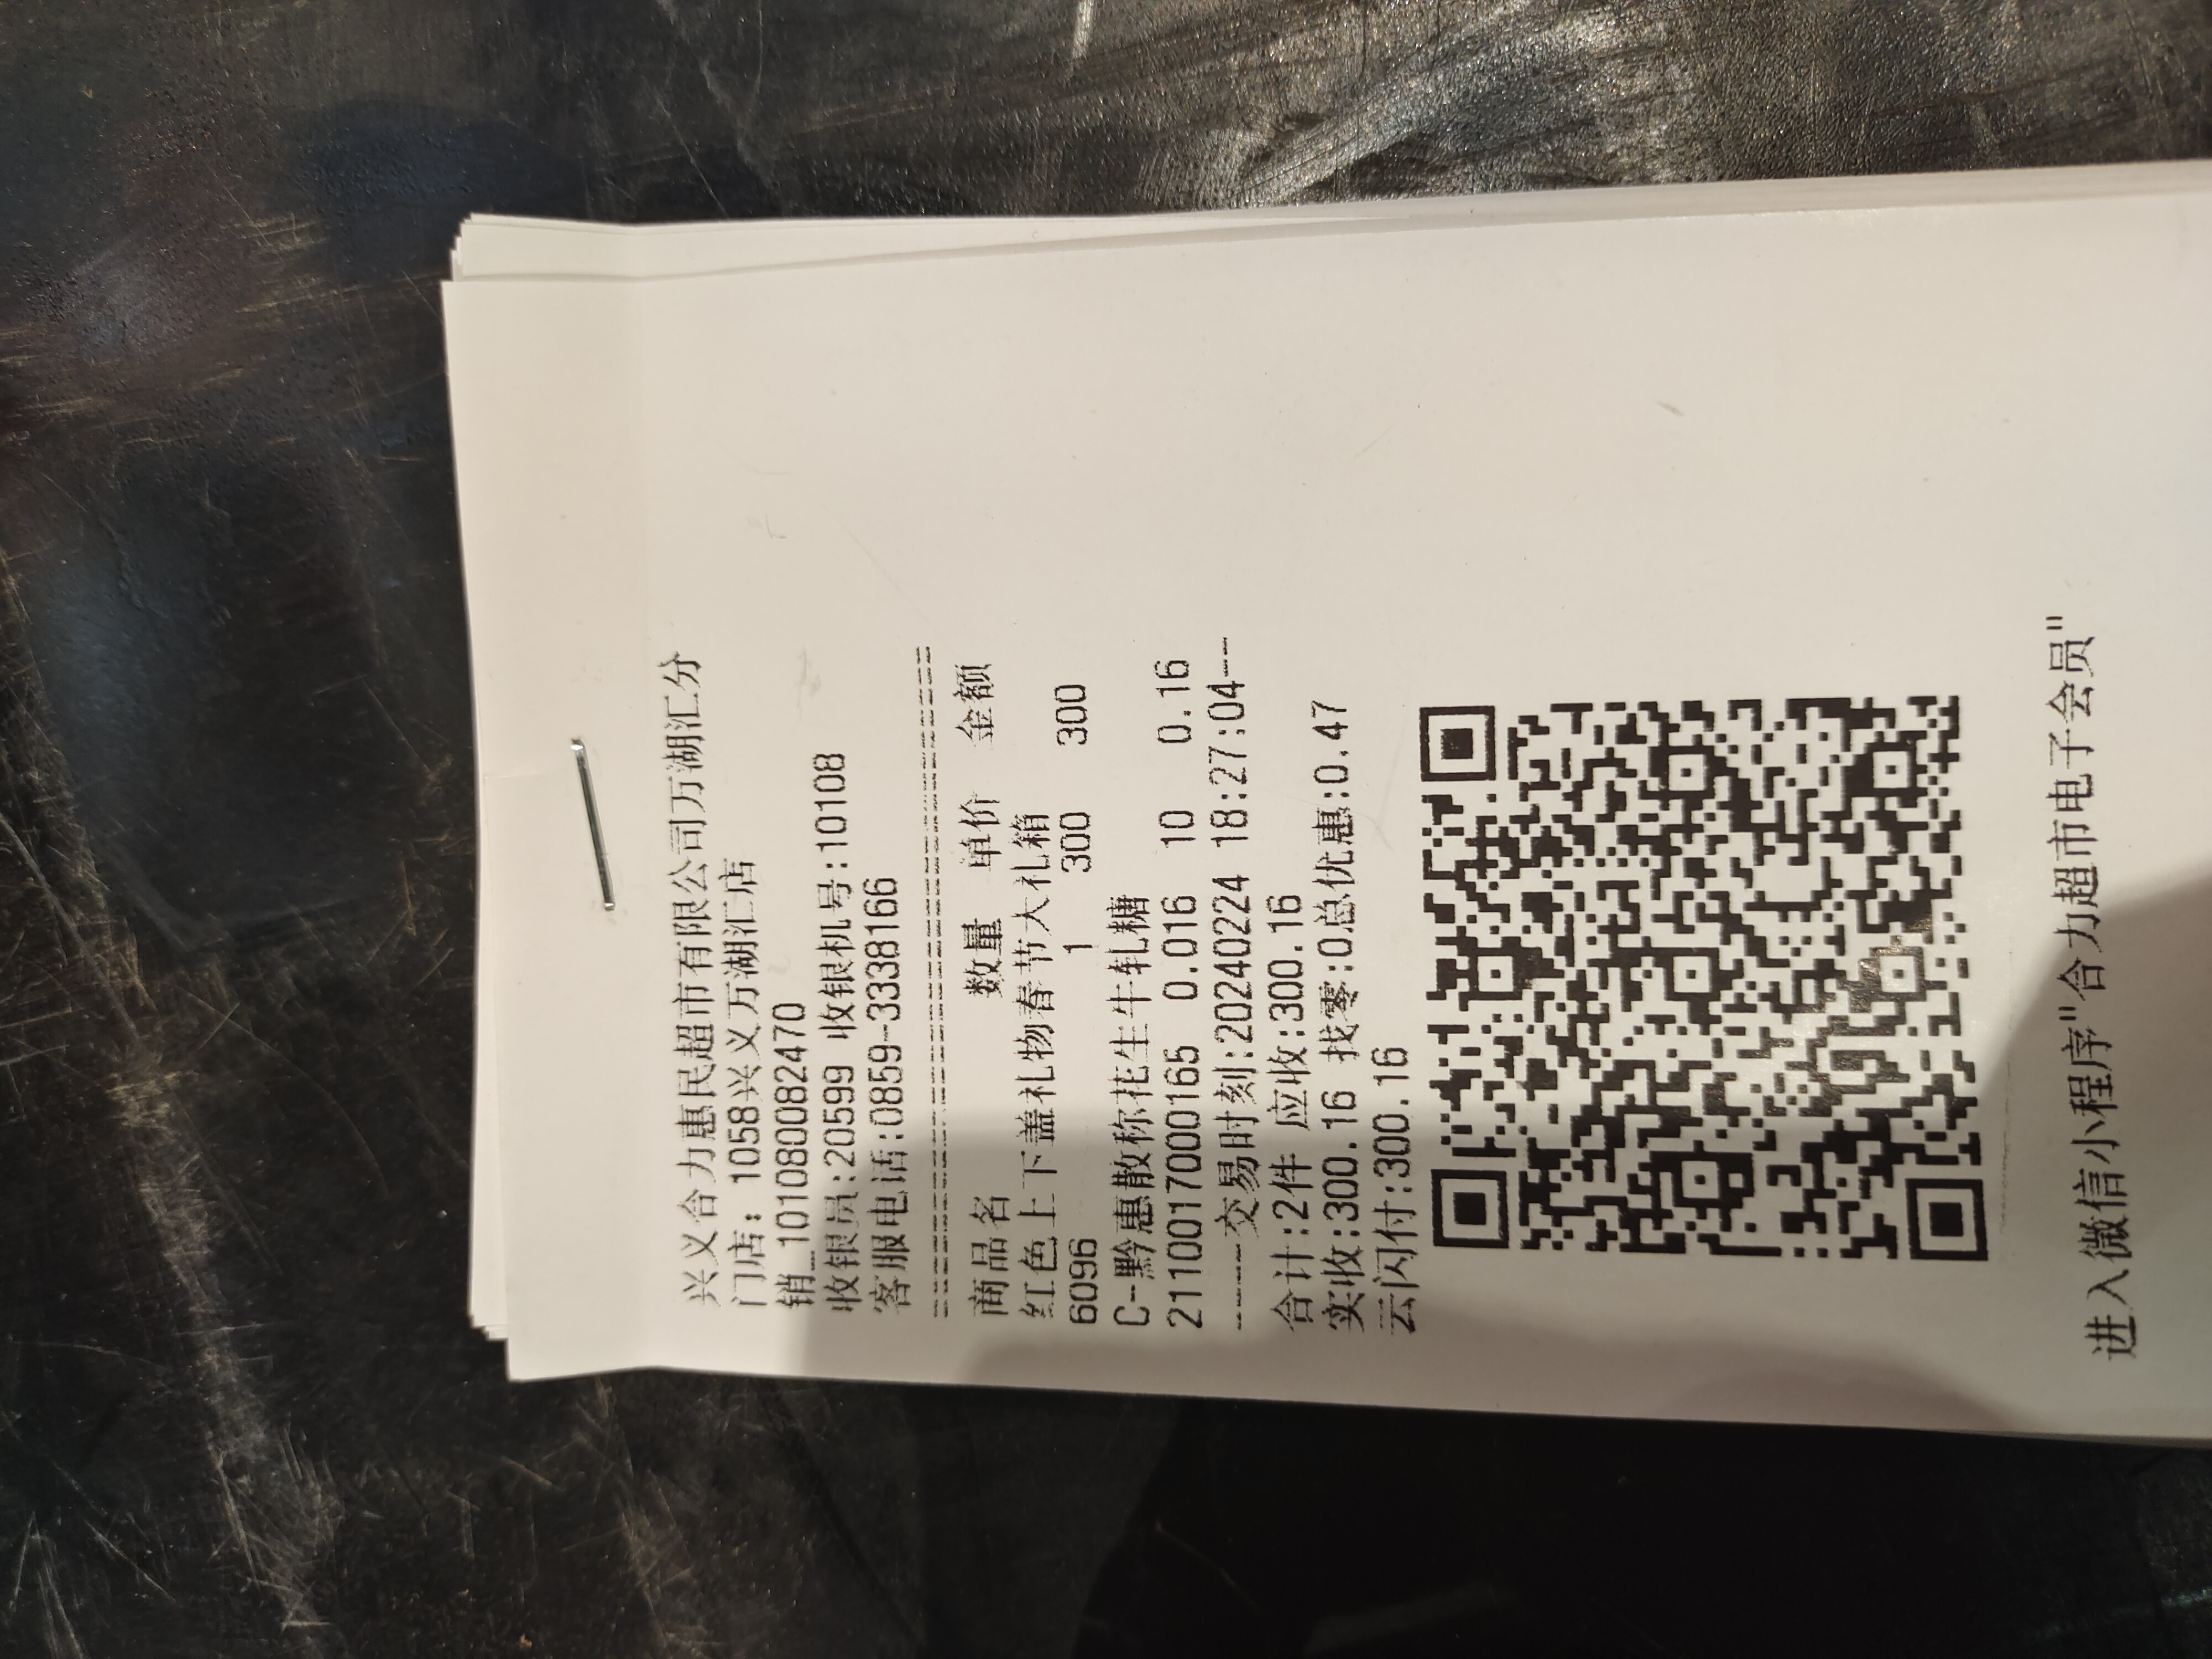 兴义合力惠民超市有限公司万湖汇分
门店：1058兴义万湖汇店
销_101080082470
收银员:20599 收银机号:10108
客服电话:0859-3338166
==========================
商品名 数量 单价 金额
红色上下盖礼物春节大礼箱
6096 1 300 300
C-黔惠散称花生牛轧糖
2110017000165 0.016 10 0.16
-----交易时刻:20240224 18:27:04--
合计:2件 应收:300.16
实收:300.16 找零:0总优惠:0.47
云闪付:300.16
进入微信小程序"合力超市电子会员"